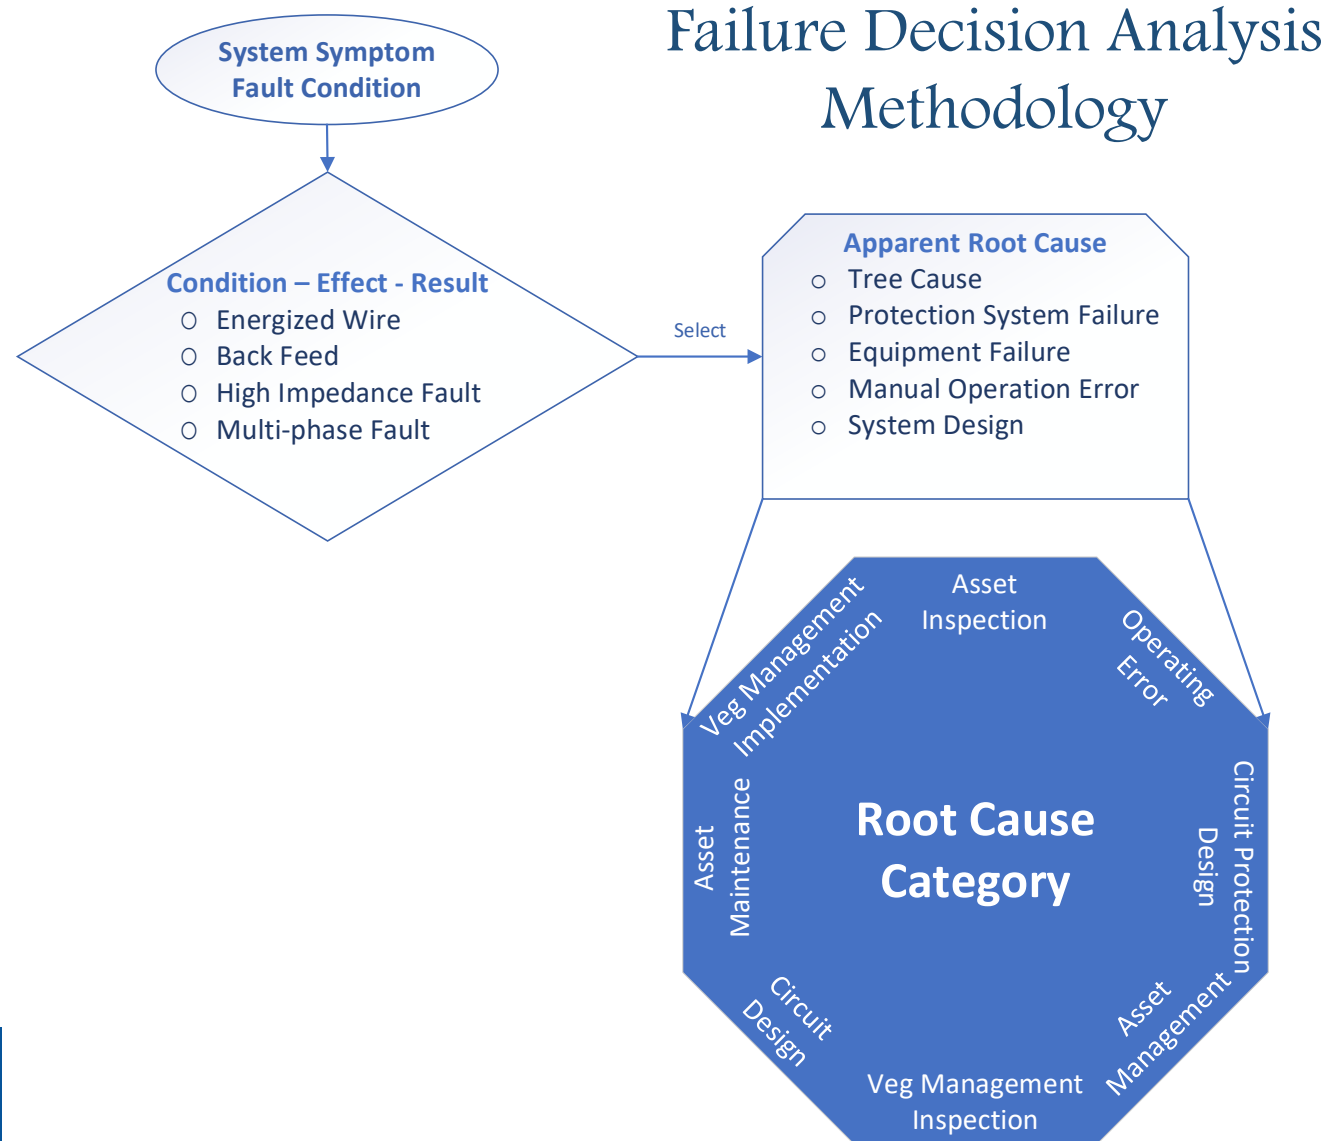 Failure Decision Analysis
Methodology
System Symptom
Fault Condition
Condition – Effect - Result
○ Energized Wire
○ Back Feed
○ High Impedance Fault
○ Multi-phase Fault
Select
Apparent Root Cause
○ Tree Cause
○ Protection System Failure
○ Equipment Failure
○ Manual Operation Error
○ System Design
Asset
Inspection
Operating
Error
Circuit Protection
Design
Asset
Management
Veg Management
Inspection
Circuit
Design
Asset
Maintenance
Veg Management
Implementation
Root Cause
Category